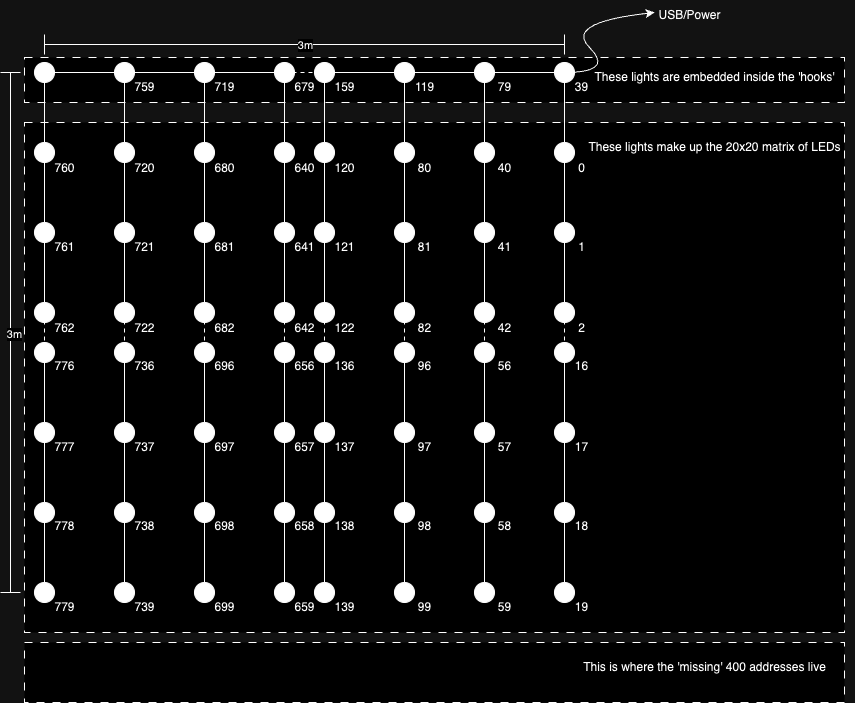 USB/Power
3m
These lights are embedded inside the 'hooks'
759 719 679 159 119 79 39
These lights make up the 20x20 matrix of LEDs
760 720 680 640 120 80 40 0
761 721 681 641 121 81 41 1
762 722 682 642 122 82 42 2
3m
776 736 696 656 136 96 56 16
777 737 697 657 137 97 57 17
778 738 698 658 138 98 58 18
779 739 699 659 139 99 59 19
This is where the 'missing' 400 addresses live